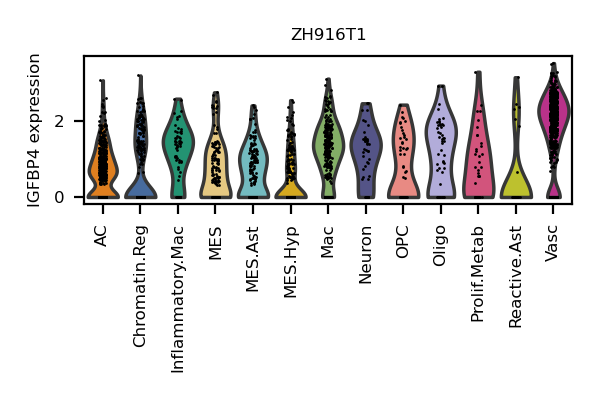 ZH916T1
IGFBP4 expression
2
0
AC
Chromatin.Reg
Inflammatory.Mac
MES
MES.Ast
MES.Hyp
Mac
Neuron
OPC
Oligo
Prolif.Metab
Reactive.Ast
Vasc